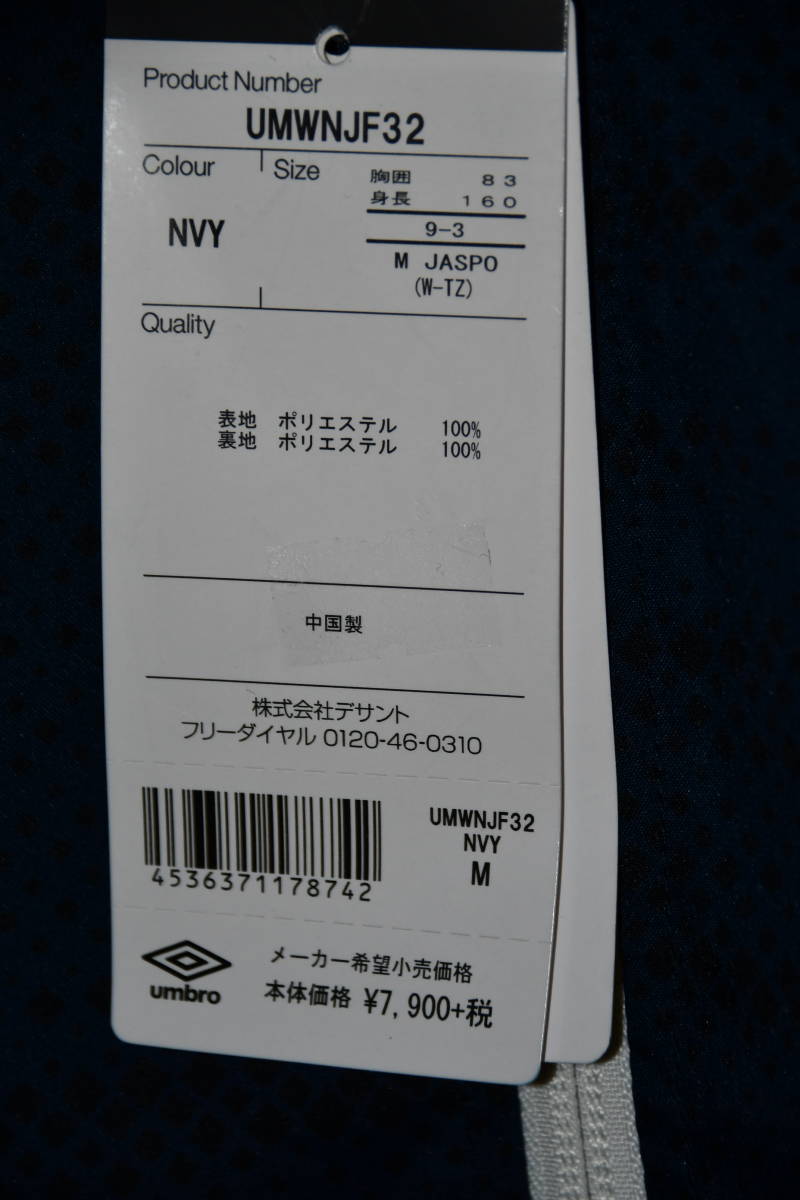 Product Number
UMWNJF32
Colour
Size
胸囲 83
身長 160
NVY
9-3
M JASPO
(W-TZ)
Quality
表地 ポリエステル 100%
裏地 ポリエステル 100%
中国製
株式会社デサント
フリーダイヤル 0120-46-0310
UMWNJF32
NVY
M
4536371178742
umbro
メーカー希望小売価格
本体価格 ¥7,900+税